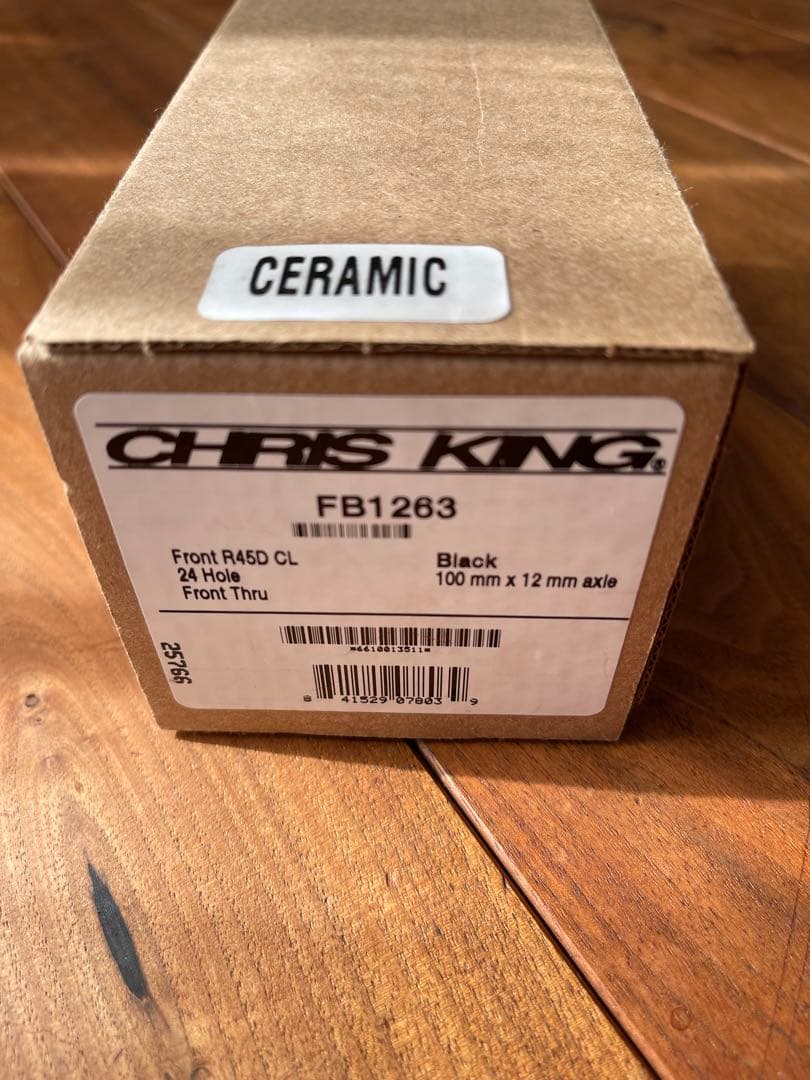 CERAMIC
CHRIS KING®
FB1263
Front R45D CL
24 Hole
Front Thru
Black
100 mm x 12 mm axle
*6610013511*
25766
8 41529 07803 9